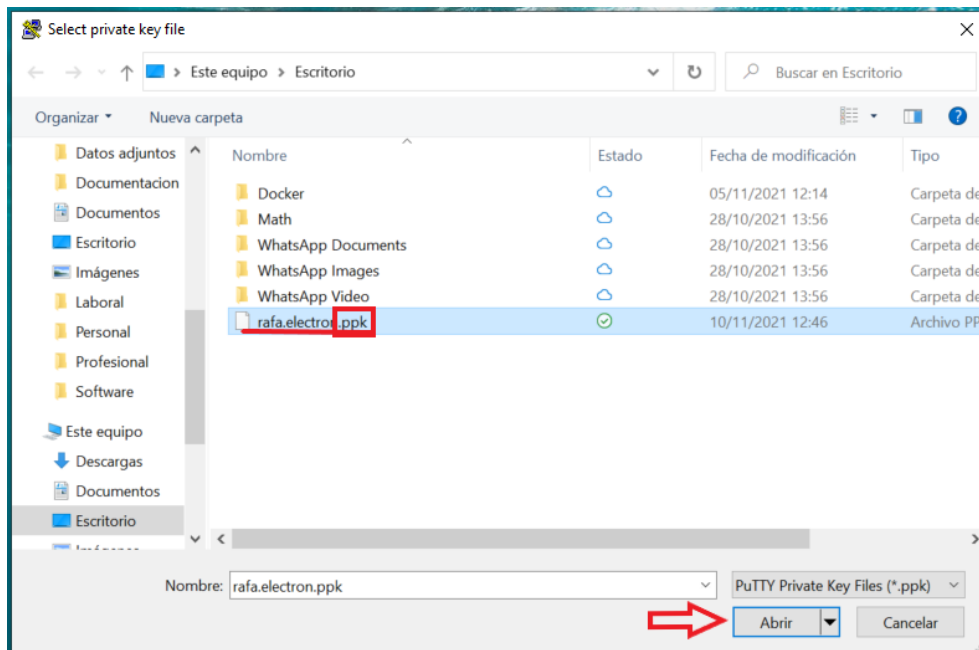 Select private key file
Este equipo > Escritorio
Buscar en Escritorio
Organizar
Nueva carpeta
Datos adjuntos
Documentacion
Documentos
Escritorio
Imágenes
Laboral
Personal
Profesional
Software
Este equipo
Descargas
Documentos
Escritorio
Nombre Estado Fecha de modificación Tipo
Docker 05/11/2021 12:14 Carpeta de
Math 28/10/2021 13:56 Carpeta de
WhatsApp Documents 28/10/2021 13:56 Carpeta de
WhatsApp Images 28/10/2021 13:56 Carpeta de
WhatsApp Video 28/10/2021 13:56 Carpeta de
rafa.electron.ppk 10/11/2021 12:46 Archivo PP
Nombre: rafa.electron.ppk PuTTY Private Key Files (*.ppk)
Abrir Cancelar